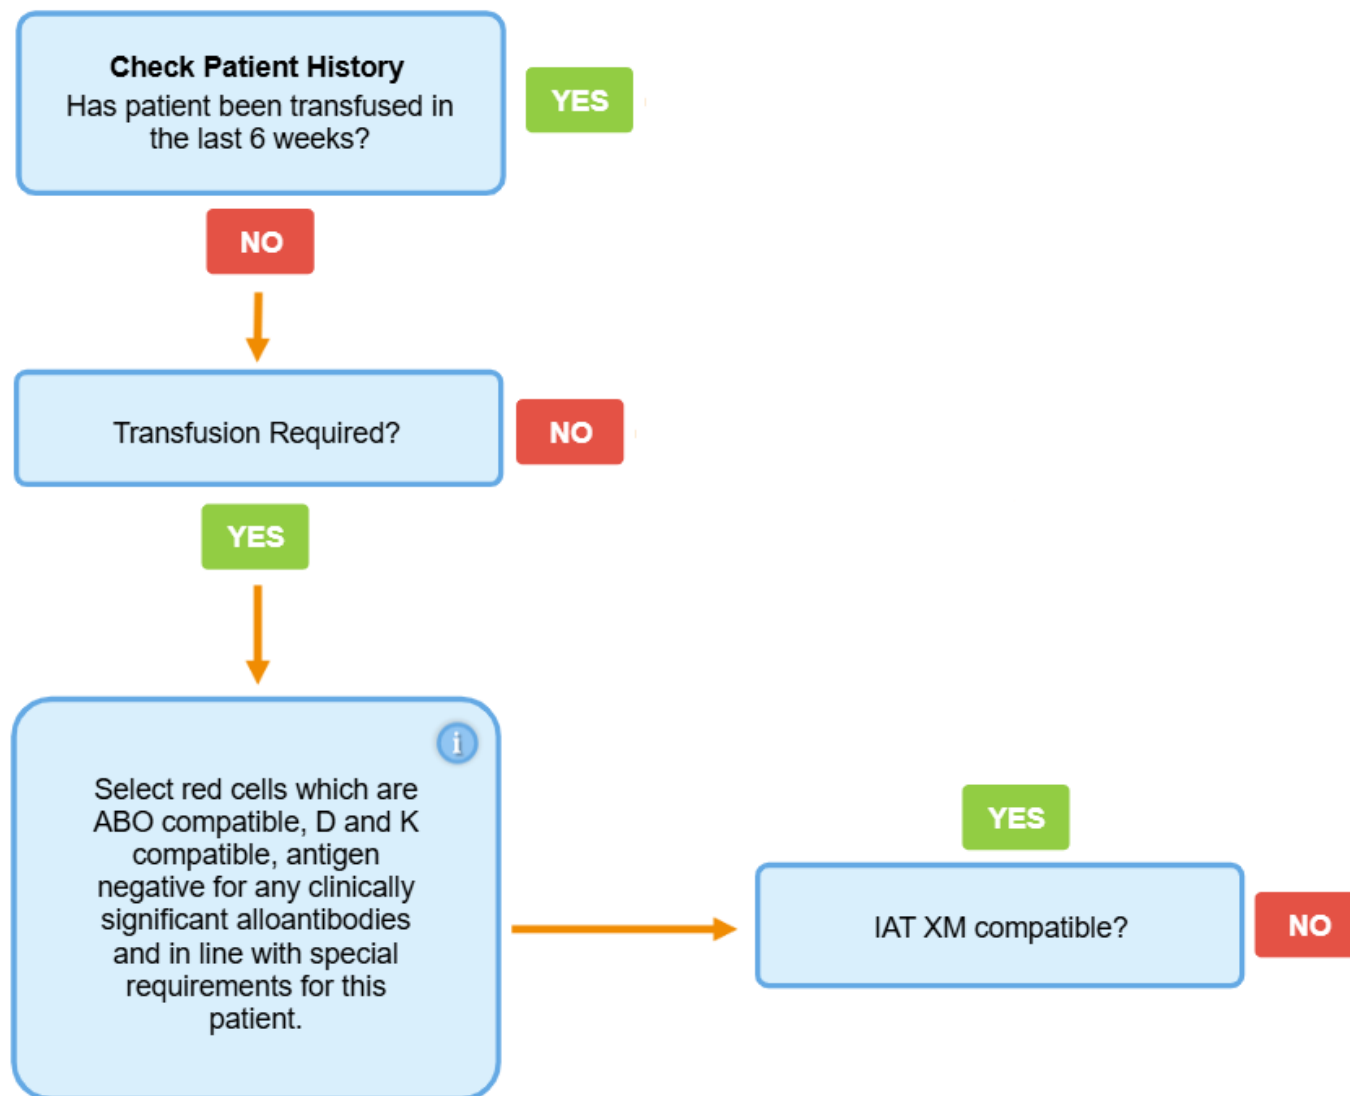 Check Patient History
Has patient been transfused in
the last 6 weeks?
YES
NO
Transfusion Required?
NO
YES
i
Select red cells which are
ABO compatible, D and K
compatible, antigen
negative for any clinically
significant alloantibodies
and in line with special
requirements for this
patient.
YES
IAT XM compatible?
NO